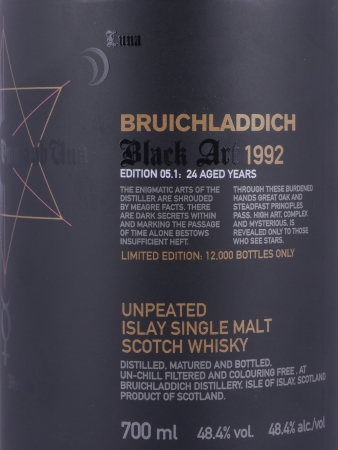 Luna
BRUICHLADDICH
Black Art 1992
EDITION 05.1: 24 AGED YEARS
THE ENIGMATIC ARTS OF THE
DISTILLER ARE SHROUDED
BY MEAGRE FACTS. THERE
ARE DARK SECRETS WITHIN
AND MARKING THE PASSAGE
OF TIME ALONE BESTOWS
INSUFFICIENT HEFT.
THROUGH THESE BURDENED
HANDS GREAT OAK AND
STEADFAST PRINCIPLES
PASS. HIGH ART, COMPLEX
AND MYSTERIOUS, IS
REVEALED ONLY TO THOSE
WHO SEE STARS.
LIMITED EDITION: 12.000 BOTTLES ONLY
UNPEATED
ISLAY SINGLE MALT
SCOTCH WHISKY
DISTILLED, MATURED AND BOTTLED,
UN-CHILL FILTERED AND COLOURING FREE, AT
BRUICHLADDICH DISTILLERY, ISLE OF ISLAY, SCOTLAND
PRODUCT OF SCOTLAND.
700 ml 48.4% vol. 48.4% alc./vol